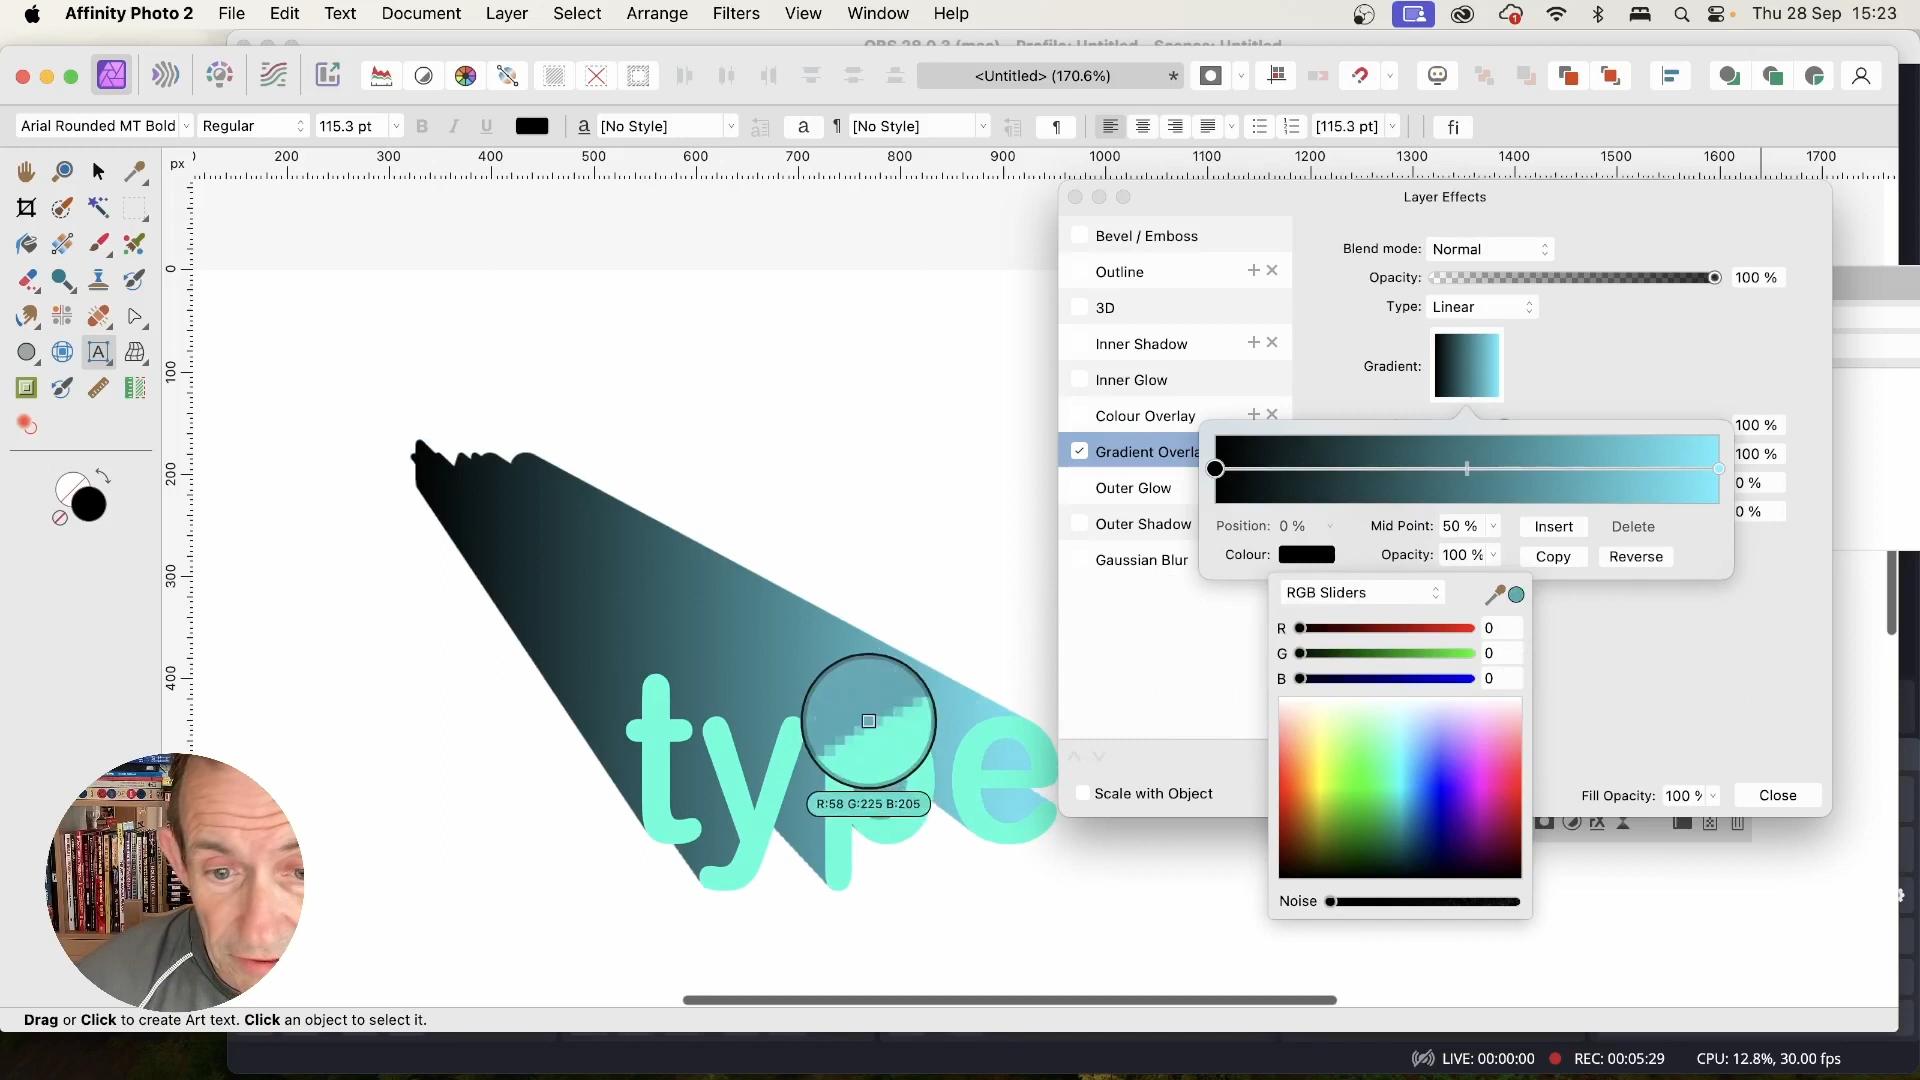 Affinity Photo 2 File Edit Text Document Layer Select Arrange Filters View Window Help Thu 28 Sep 15:23
<Untitled> (170.6%) *
Arial Rounded MT Bold Regular 115.3 pt B I U a [No Style] a ¶ [No Style] ¶ [115.3 pt] fi
px 200 300 400 500 600 700 800 900 1000 1100 1200 1300 1400 1500 1600 1700
Layer Effects
0
100
200
300
400
Bevel / Emboss
Outline
3D
Inner Shadow
Inner Glow
Colour Overlay
Gradient Overla
Outer Glow
Outer Shadow
Gaussian Blur
Blend mode: Normal
Opacity: 100 %
Type: Linear
Gradient:
100 %
100 %
0 %
0 %
Position: 0 % Mid Point: 50 % Insert Delete
Colour: Opacity: 100 % Copy Reverse
RGB Sliders
R 0
G 0
B 0
Noise
type
R:58 G:225 B:205
Scale with Object
Fill Opacity: 100 % Close
Drag or Click to create Art text. Click an object to select it.
LIVE: 00:00:00 REC: 00:05:29 CPU: 12.8%, 30.00 fps